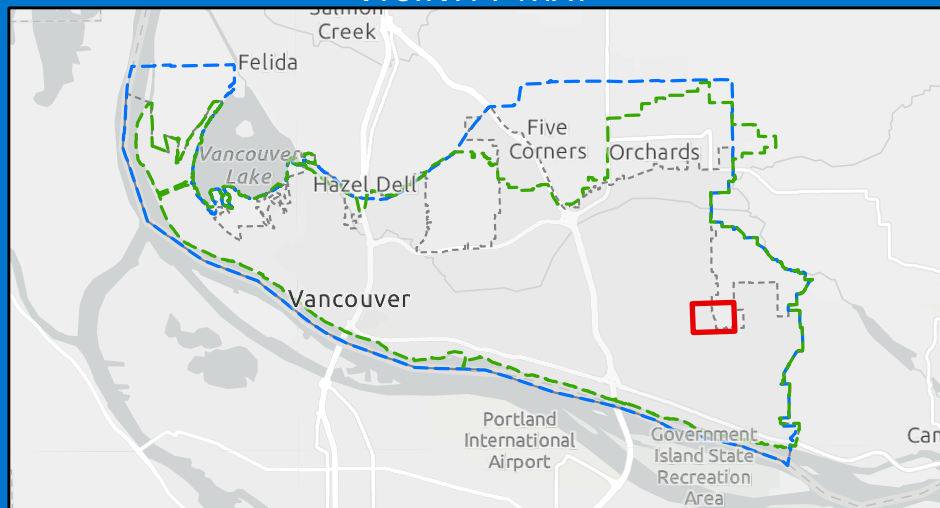 Salmon
Creek
Felida
Five
Corners
Orchards
Vancouver
Lake
Hazel Dell
Vancouver
Portland
International
Airport
Government
Island State
Recreation
Area